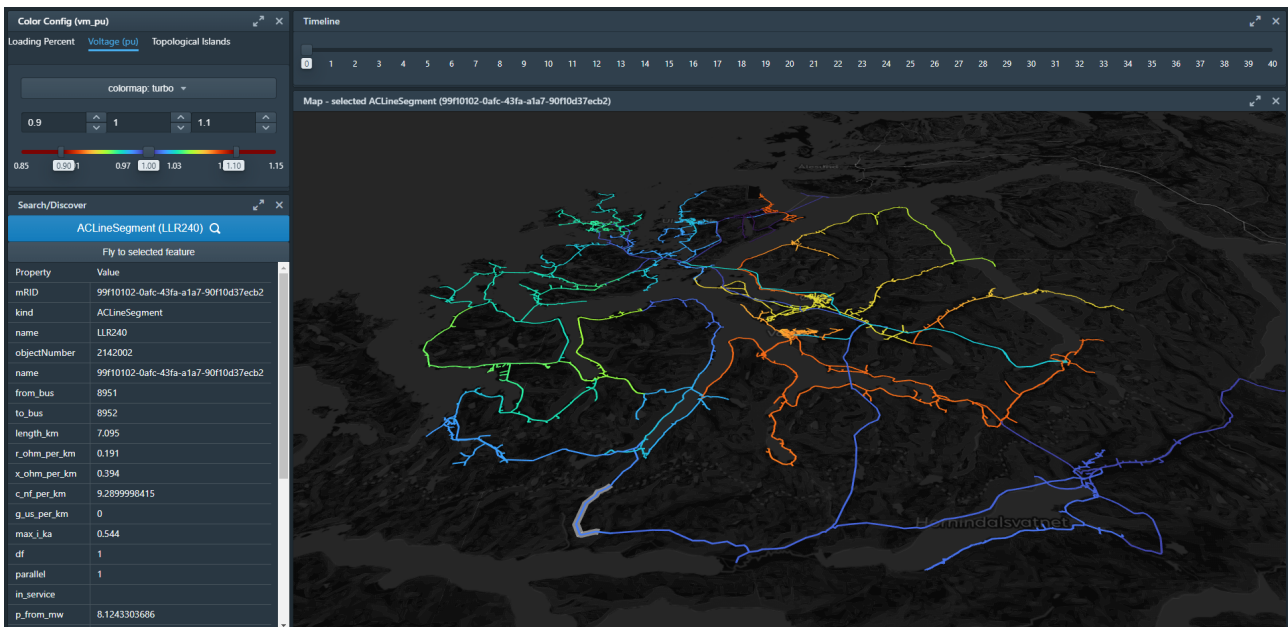 Color Config (vm_pu)
Loading Percent Voltage (pu) Topological Islands
colormap: turbo
0.9 1 1.1
0.85 0.90 1 0.97 1.00 1.03 1 1.10 1.15
Search/Discover
ACLineSegment (LLR240)
Fly to selected feature
Property Value
mRID 99f10102-0afc-43fa-a1a7-90f10d37ecb2
kind ACLineSegment
name LLR240
objectNumber 2142002
name 99f10102-0afc-43fa-a1a7-90f10d37ecb2
from_bus 8951
to_bus 8952
length_km 7.095
r_ohm_per_km 0.191
x_ohm_per_km 0.394
c_nf_per_km 9.2899998415
g_us_per_km 0
max_i_ka 0.544
df 1
parallel 1
in_service
p_from_mw 8.1243303686
Timeline
0 1 2 3 4 5 6 7 8 9 10 11 12 13 14 15 16 17 18 19 20 21 22 23 24 25 26 27 28 29 30 31 32 33 34 35 36 37 38 39 40
Map - selected ACLineSegment (99f10102-0afc-43fa-a1a7-90f10d37ecb2)
Hornindalsvatnet